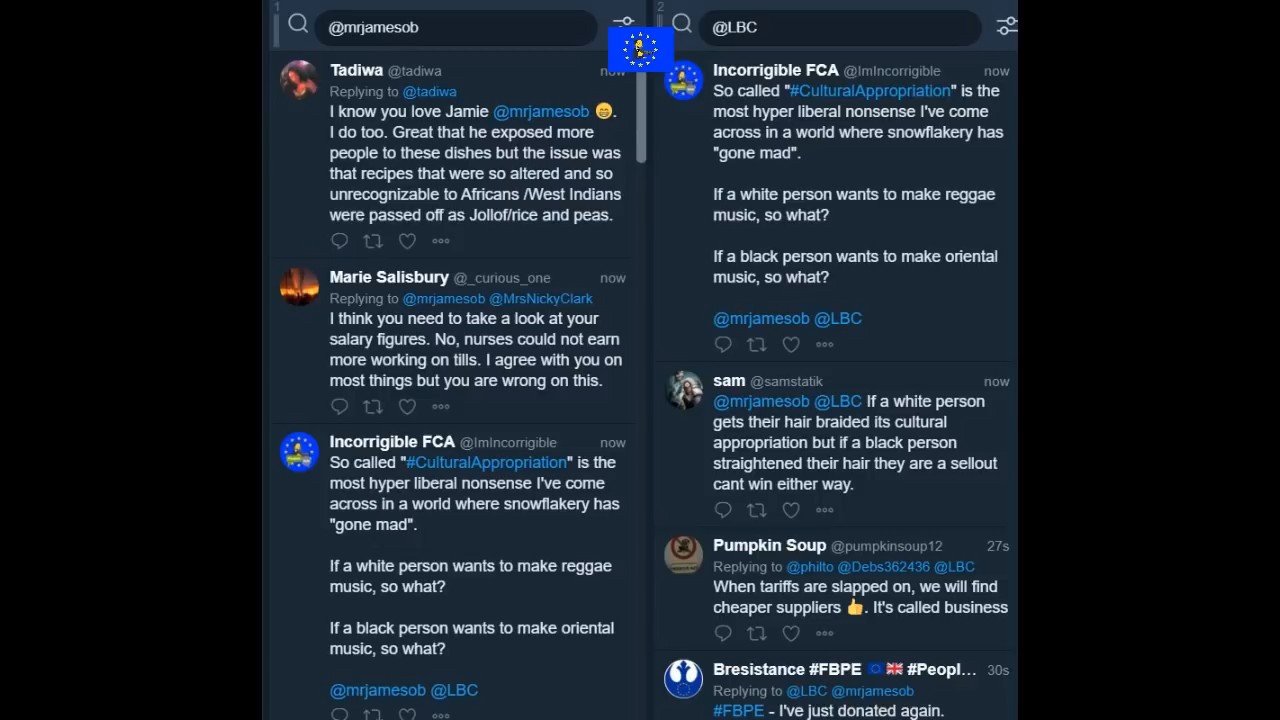 1
@mrjamesob
Tadiwa @tadiwa now
Replying to @tadiwa
I know you love Jamie @mrjamesob 😁.
I do too. Great that he exposed more
people to these dishes but the issue was
that recipes that were so altered and so
unrecognizable to Africans /West Indians
were passed off as Jollof/rice and peas.
Marie Salisbury @_curious_one now
Replying to @mrjamesob @MrsNickyClark
I think you need to take a look at your
salary figures. No, nurses could not earn
more working on tills. I agree with you on
most things but you are wrong on this.
Incorrigible FCA @ImIncorrigible now
So called "#CulturalAppropriation" is the
most hyper liberal nonsense I've come
across in a world where snowflakery has
"gone mad".
If a white person wants to make reggae
music, so what?
If a black person wants to make oriental
music, so what?
@mrjamesob @LBC
2
@LBC
Incorrigible FCA @ImIncorrigible now
So called "#CulturalAppropriation" is the
most hyper liberal nonsense I've come
across in a world where snowflakery has
"gone mad".
If a white person wants to make reggae
music, so what?
If a black person wants to make oriental
music, so what?
@mrjamesob @LBC
sam @samstatik now
@mrjamesob @LBC If a white person
gets their hair braided its cultural
appropriation but if a black person
straightened their hair they are a sellout
cant win either way.
Pumpkin Soup @pumpkinsoup12 27s
Replying to @philto @Debs362436 @LBC
When tariffs are slapped on, we will find
cheaper suppliers 👍. It's called business
Bresistance #FBPE 🇪🇺 🇬🇧 #Peopl... 30s
Replying to @LBC @mrjamesob
#FBPE - I've just donated again.